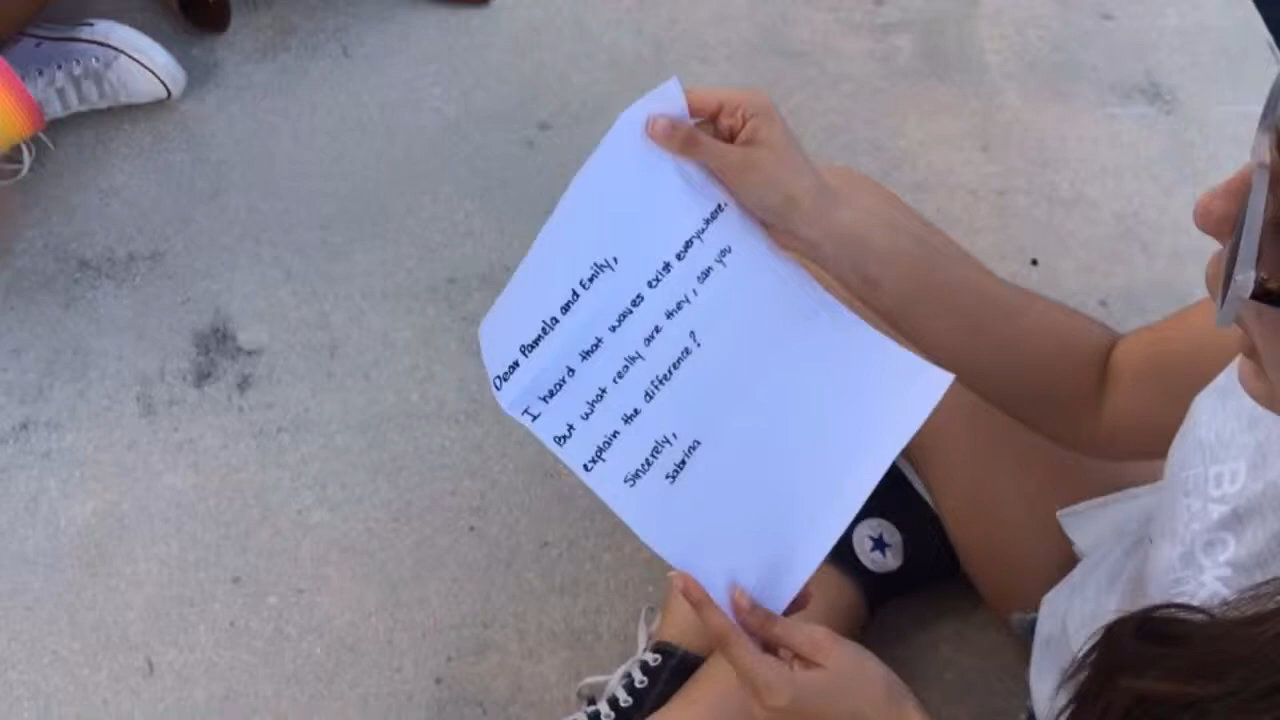 Dear Pamela and Emily,
I heard that waves exist everywhere.
But what really are they, can you
explain the difference?
Sincerely,
Sabrina
BACK